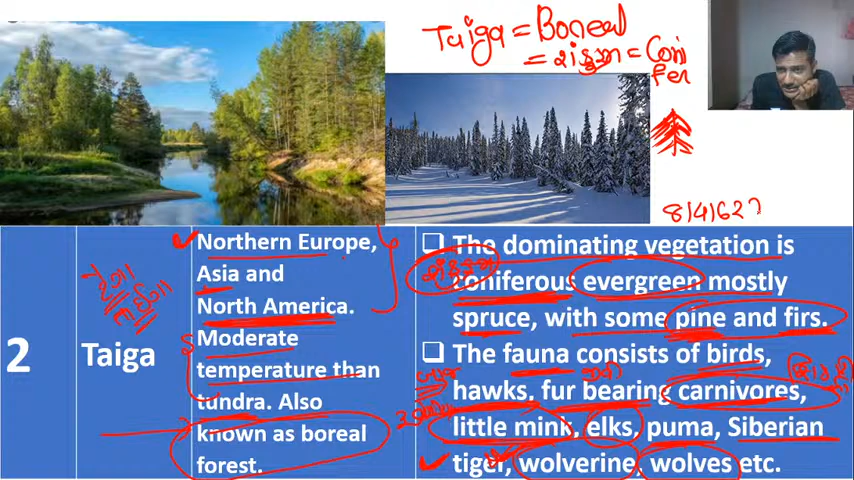 Taiga = Boreal
= શંકુદ્રુમ = Coni
fer
2
Taiga
Northern Europe,
Asia and
North America.
Moderate
temperature than
tundra. Also
known as boreal
forest.
❑ The dominating vegetation is
coniferous evergreen mostly
spruce, with some pine and firs.
❑ The fauna consists of birds,
hawks, fur bearing carnivores,
little mink, elks, puma, Siberian
tiger, wolverine, wolves etc.